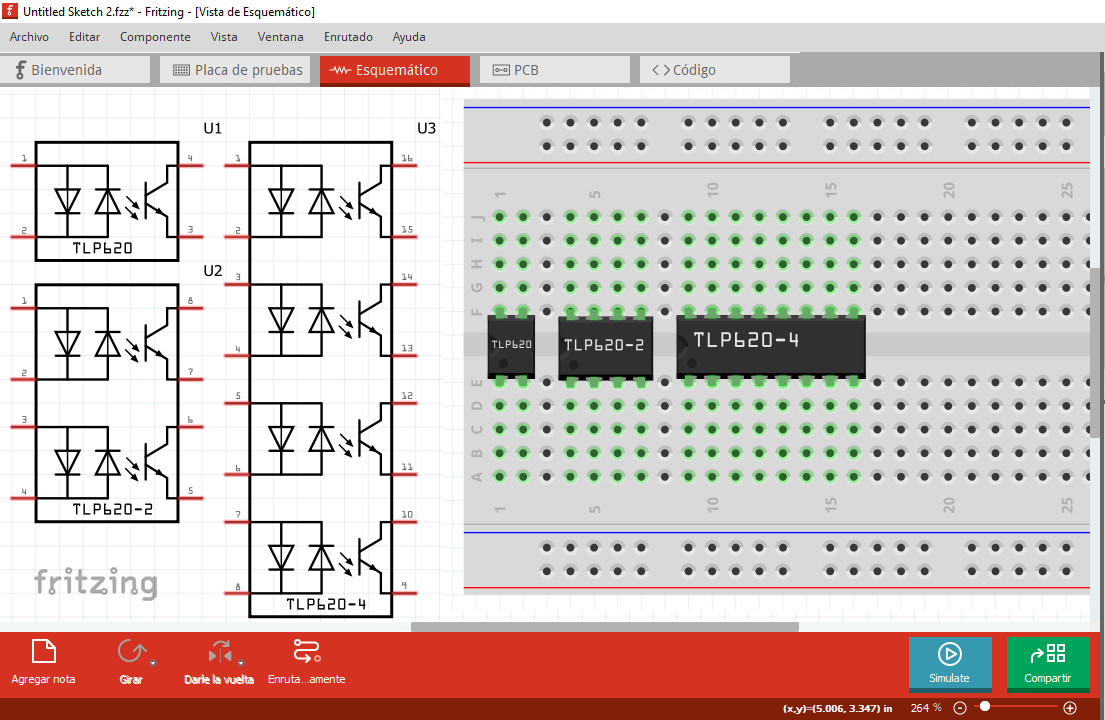 Untitled Sketch 2.fzz* - Fritzing - [Vista de Esquemático]
Archivo Editar Componente Vista Ventana Enrutado Ayuda
Bienvenida Placa de pruebas Esquemático PCB Código
U1
1 4
2 3
TLP620
U2
1 8
2 7
3 6
4 5
TLP620-2
U3
1 16
2 15
3 14
4 13
5 12
6 11
7 10
8 9
TLP620-4
fritzing
1 5 10 15 20 25
J
I
H
G
F
TLP620 TLP620-2 TLP620-4
E
D
C
B
A
1 5 10 15 20 25
Agregar nota Girar Darle la vuelta Enruta...amente Simulate Compartir
(x,y)=(5.006, 3.347) in 264 %